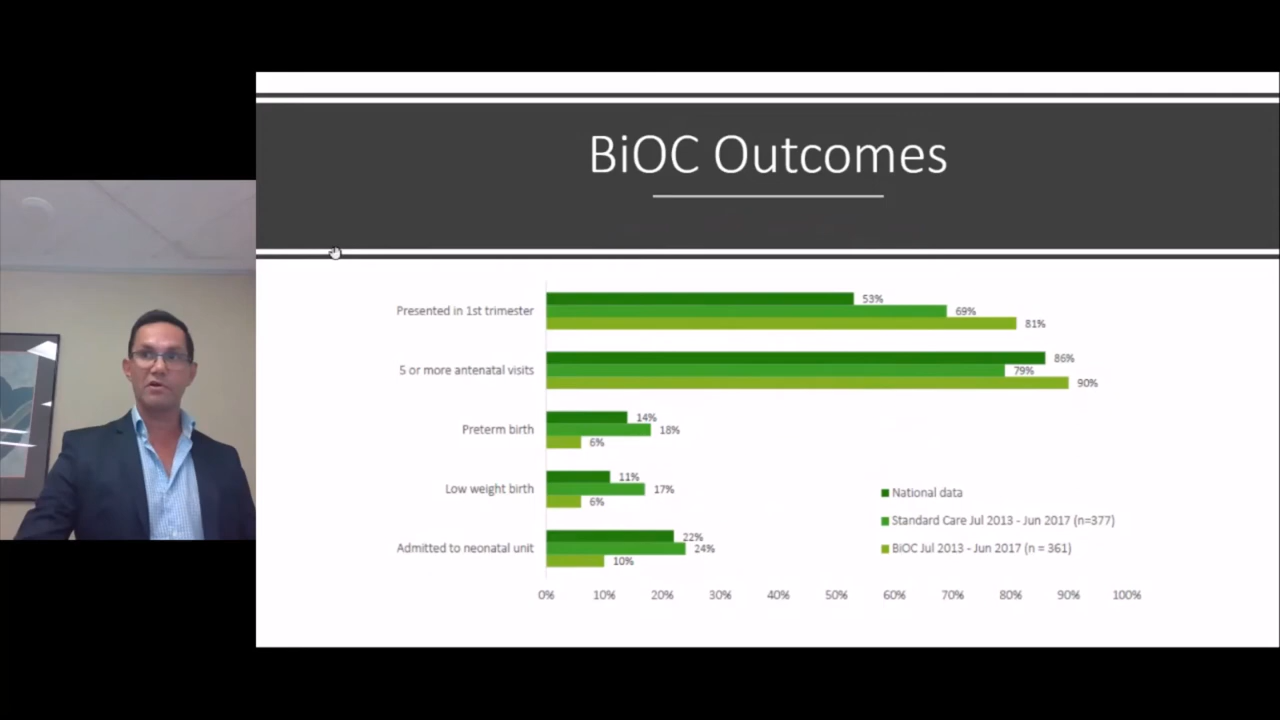 BiOC Outcomes
Presented in 1st trimester
53%
69%
81%
5 or more antenatal visits
86%
79%
90%
Preterm birth
14%
18%
6%
Low weight birth
11%
17%
6%
Admitted to neonatal unit
22%
24%
10%
National data
Standard Care Jul 2013 - Jun 2017 (n=377)
BiOC Jul 2013 - Jun 2017 (n = 361)
0% 10% 20% 30% 40% 50% 60% 70% 80% 90% 100%